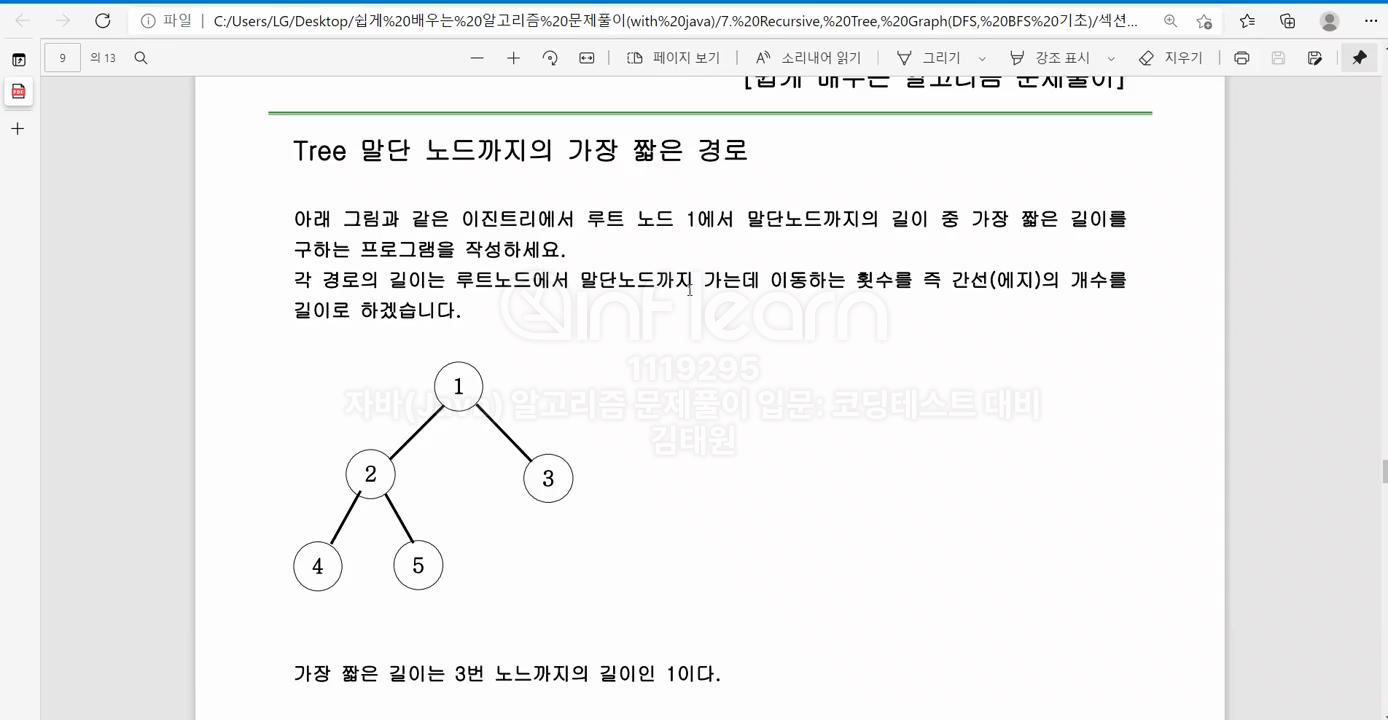 파일
C:/Users/LG/Desktop/쉽게%20배우는%20알고리즘%20문제풀이(with%20java)/7.%20Recursive,%20Tree,%20Graph(DFS,%20BFS%20기초)/섹션...
9 의 13
페이지 보기
소리내어 읽기
그리기
강조 표시
지우기
[쉽게 배우는 알고리즘 문제풀이]
Tree 말단 노드까지의 가장 짧은 경로
아래 그림과 같은 이진트리에서 루트 노드 1에서 말단노드까지의 길이 중 가장 짧은 길이를
구하는 프로그램을 작성하세요.
각 경로의 길이는 루트노드에서 말단노드까지 가는데 이동하는 횟수를 즉 간선(에지)의 개수를
길이로 하겠습니다.
inflearn
1119295
자바(Java) 알고리즘 문제풀이 입문: 코딩테스트 대비
김태원
1
2
3
4
5
가장 짧은 길이는 3번 노느까지의 길이인 1이다.